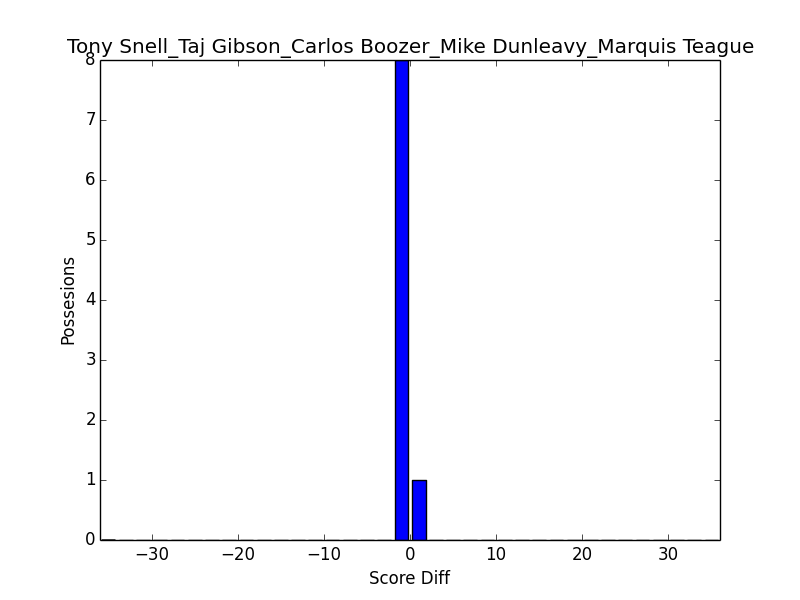 Tony Snell_Taj Gibson_Carlos Boozer_Mike Dunleavy_Marquis Teague
8
7
6
5
4
3
2
1
0
Possesions
−30 −20 −10 0 10 20 30
Score Diff